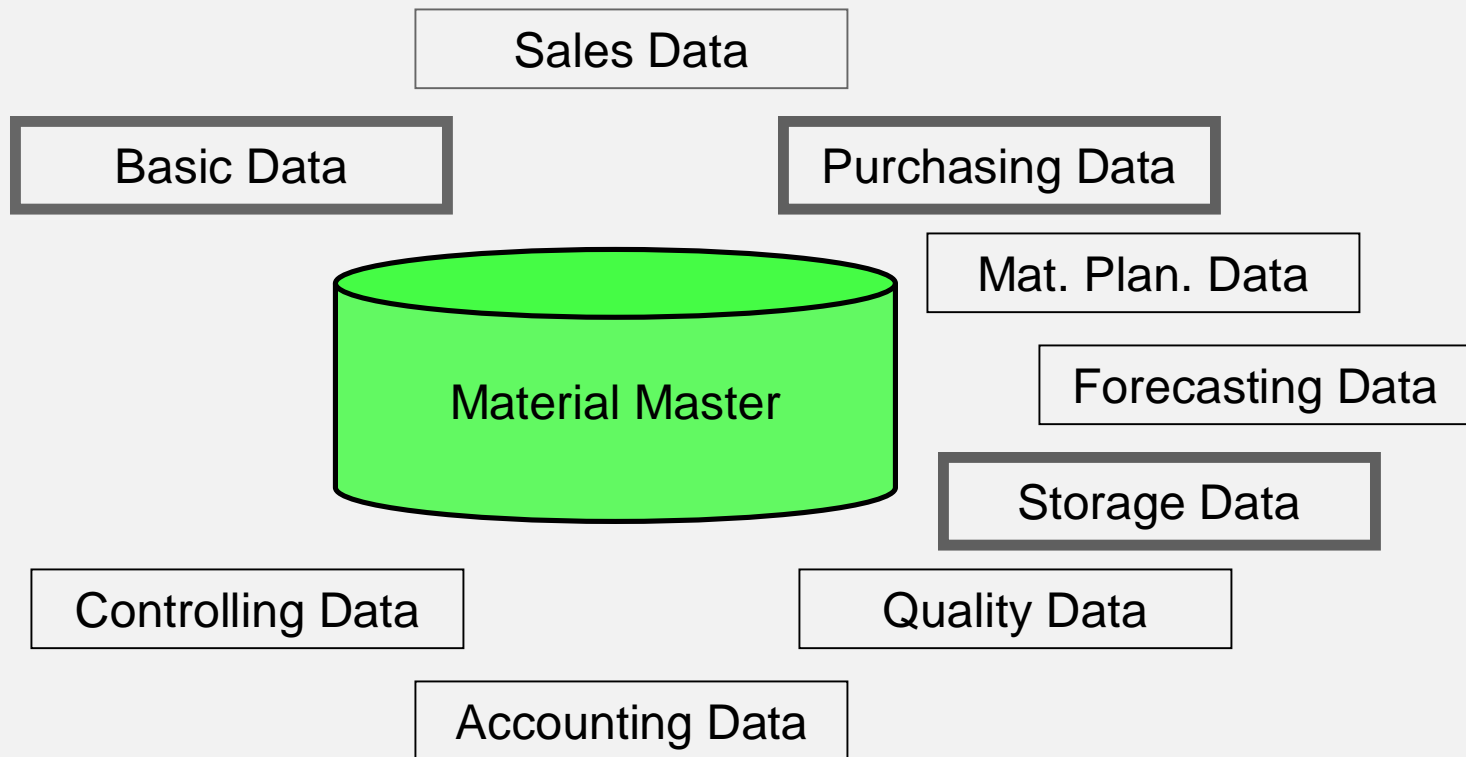 Sales Data
Basic Data
Purchasing Data
Mat. Plan. Data
Forecasting Data
Material Master
Storage Data
Controlling Data
Quality Data
Accounting Data